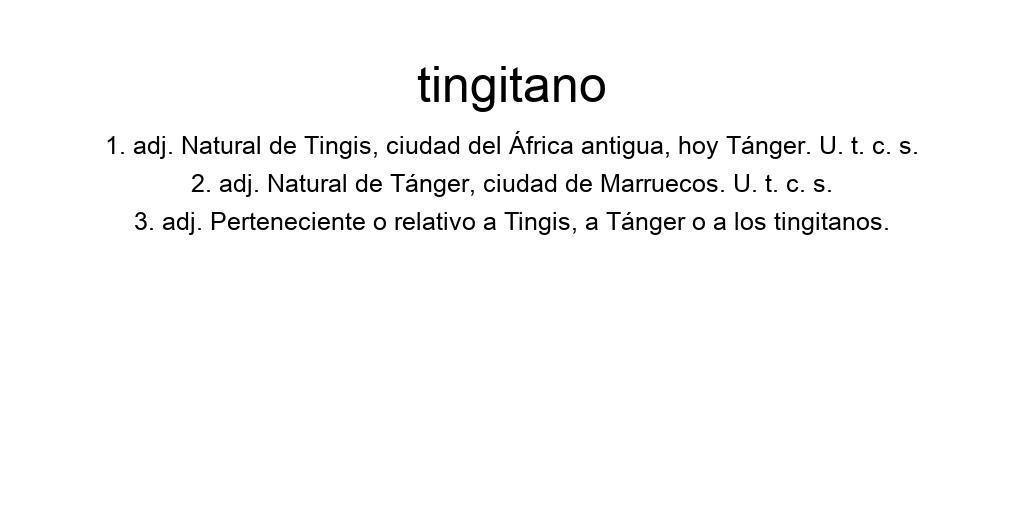 tingitano
1. adj. Natural de Tingis, ciudad del África antigua, hoy Tánger. U. t. c. s.
2. adj. Natural de Tánger, ciudad de Marruecos. U. t. c. s.
3. adj. Perteneciente o relativo a Tingis, a Tánger o a los tingitanos.